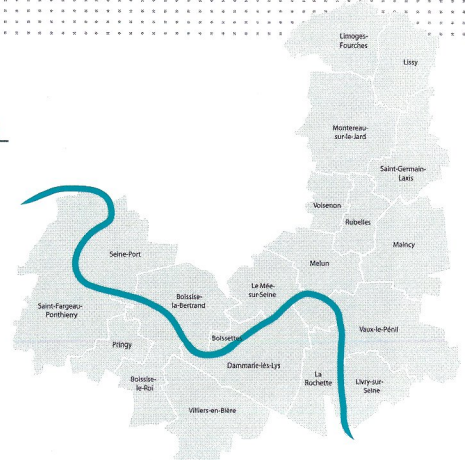 Limoges-
Fourches
Lissy
Montereau-
sur-le-Jard
Saint-Germain-
Laxis
Voisenon
Rubelles
Maincy
Seine-Port
Melun
Le Mée-
sur-Seine
Boissise-
la-Bertrand
Saint-Fargeau-
Ponthierry
Vaux-le-Pénil
Boissettes
Pringy
Dammarie-lès-Lys
Boissise-
le-Roi
La
Rochette
Livry-sur-
Seine
Villiers-en-Bière